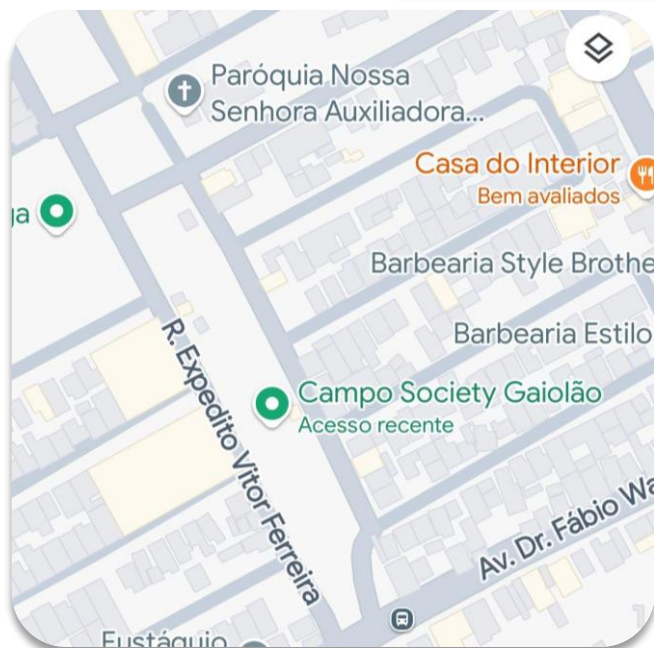 Paróquia Nossa
Senhora Auxiliadora...
Casa do Interior
Bem avaliados
ja
Barbearia Style Brothe
Barbearia Estilo
R. Expedito Vitor Ferreira
Campo Society Gaiolão
Acesso recente
Av. Dr. Fábio Wa
Eustáquio